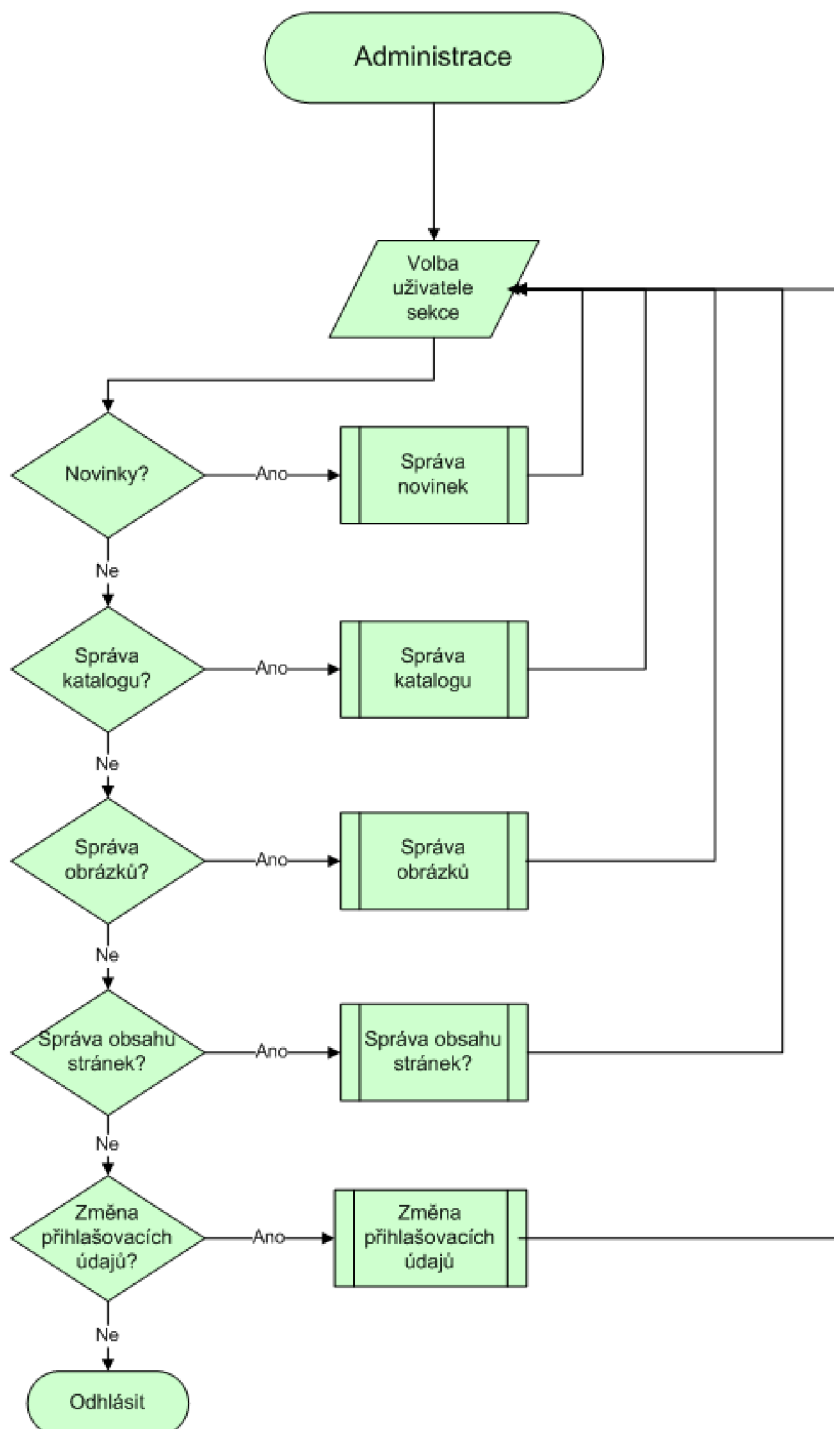 Administrace
Volba
uživatele
sekce
Novinky?
Ano
Správa
novinek
Ne
Správa
katalogu?
Ano
Správa
katalogu
Ne
Správa
obrázků?
Ano
Správa
obrázků
Ne
Správa obsahu
stránek?
Ano
Správa obsahu
stránek?
Ne
Změna
přihlašovacích
údajů?
Ano
Změna
přihlašovacích
údajů
Ne
Odhlásit